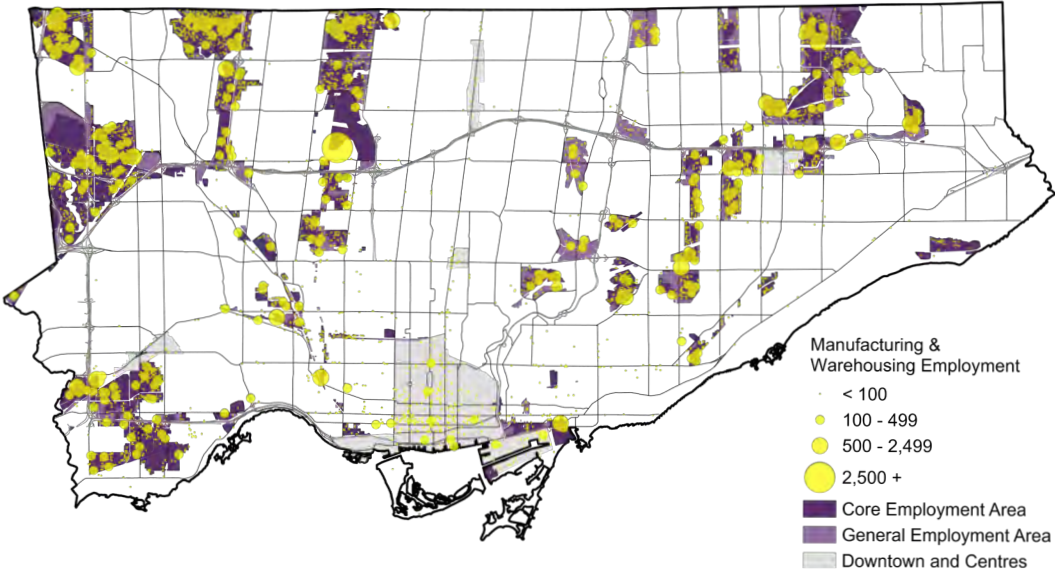 Manufacturing &
Warehousing Employment
< 100
100 - 499
500 - 2,499
2,500 +
Core Employment Area
General Employment Area
Downtown and Centres